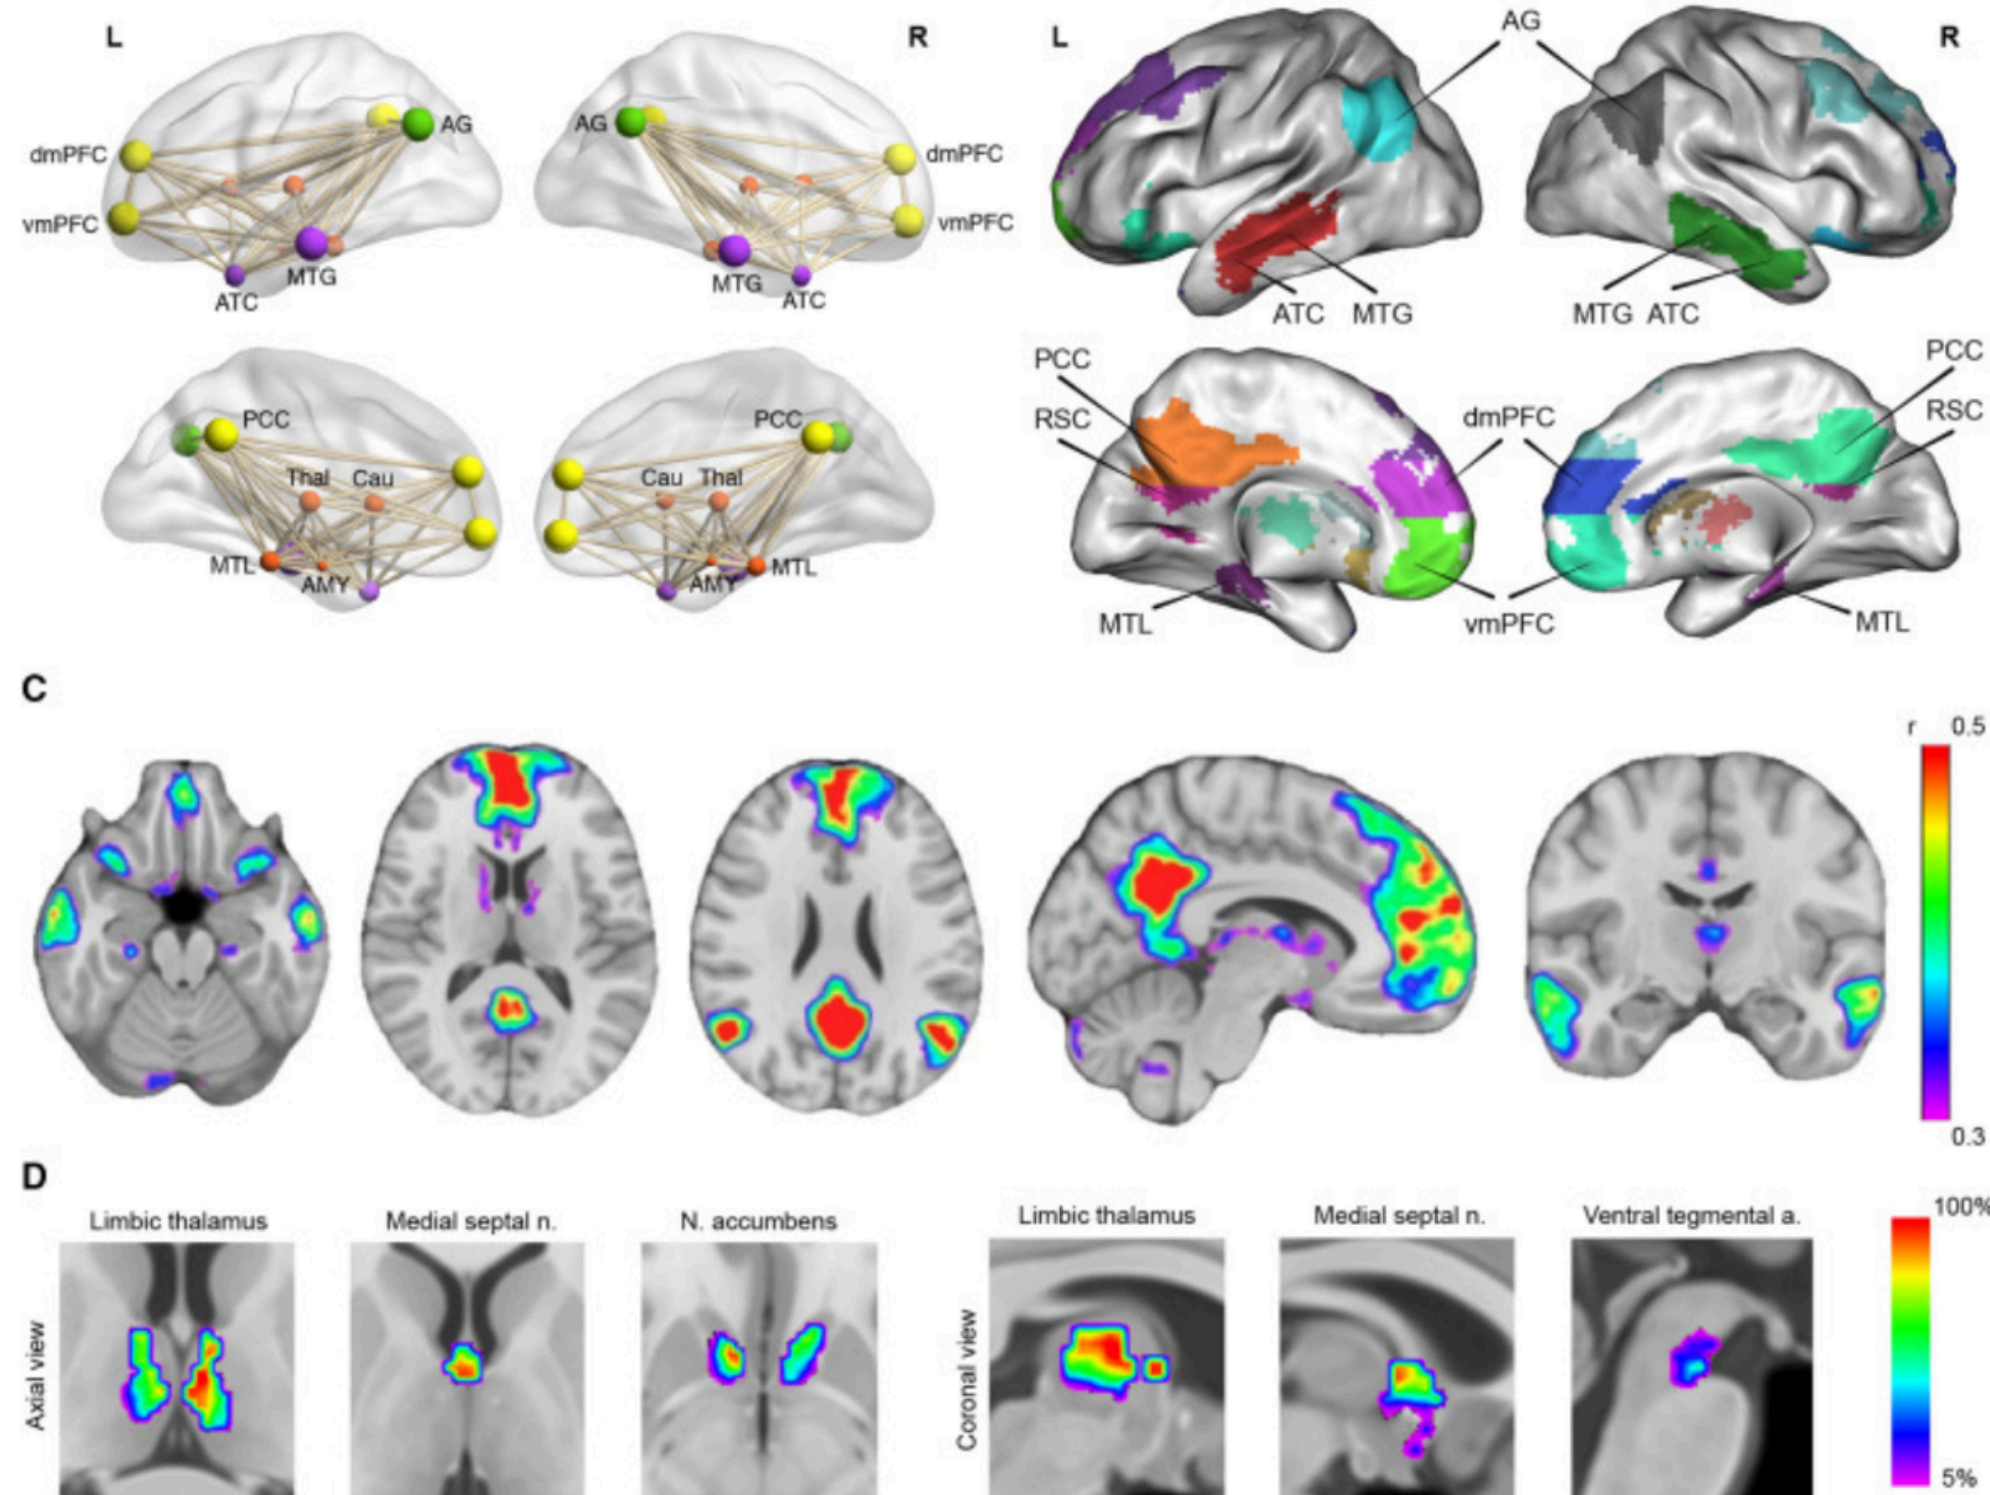 L
R
AG
AG
dmPFC
dmPFC
vmPFC
vmPFC
MTG
ATC
MTG
ATC
PCC
PCC
Thal
Cau
Cau
Thal
MTL
AMY
AMY
MTL
L
AG
R
ATC
MTG
MTG
ATC
PCC
PCC
RSC
dmPFC
RSC
MTL
vmPFC
MTL
C
r
0.5
0.3
D
Limbic thalamus
Medial septal n.
N. accumbens
Limbic thalamus
Medial septal n.
Ventral tegmental a.
100%
Axial view
Coronal view
5%